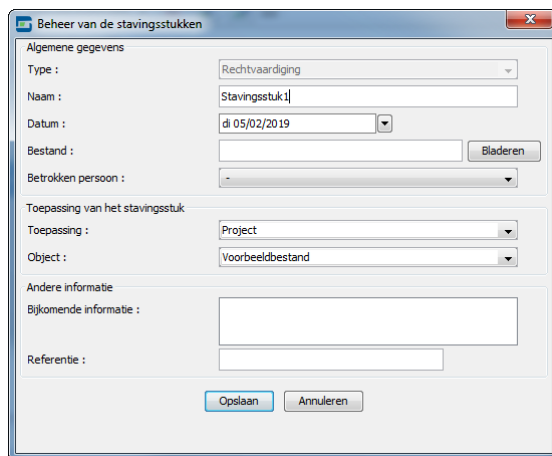 Beheer van de stavingsstukken
Algemene gegevens
Type : Rechtvaardiging
Naam : Stavingsstuk1
Datum : di 05/02/2019
Bestand : Bladeren
Betrokken persoon : -
Toepassing van het stavingsstuk
Toepassing : Project
Object : Voorbeeldbestand
Andere informatie
Bijkomende informatie :
Referentie :
Opslaan Annuleren